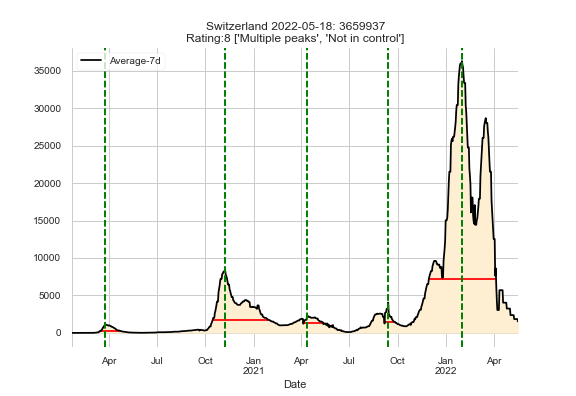 Switzerland 2022-05-18: 3659937
Rating:8 ['Multiple peaks', 'Not in control']
Average-7d
35000
30000
25000
20000
15000
10000
5000
0
Apr Jul Oct Jan Apr Jul Oct Jan Apr
2021 2022
Date